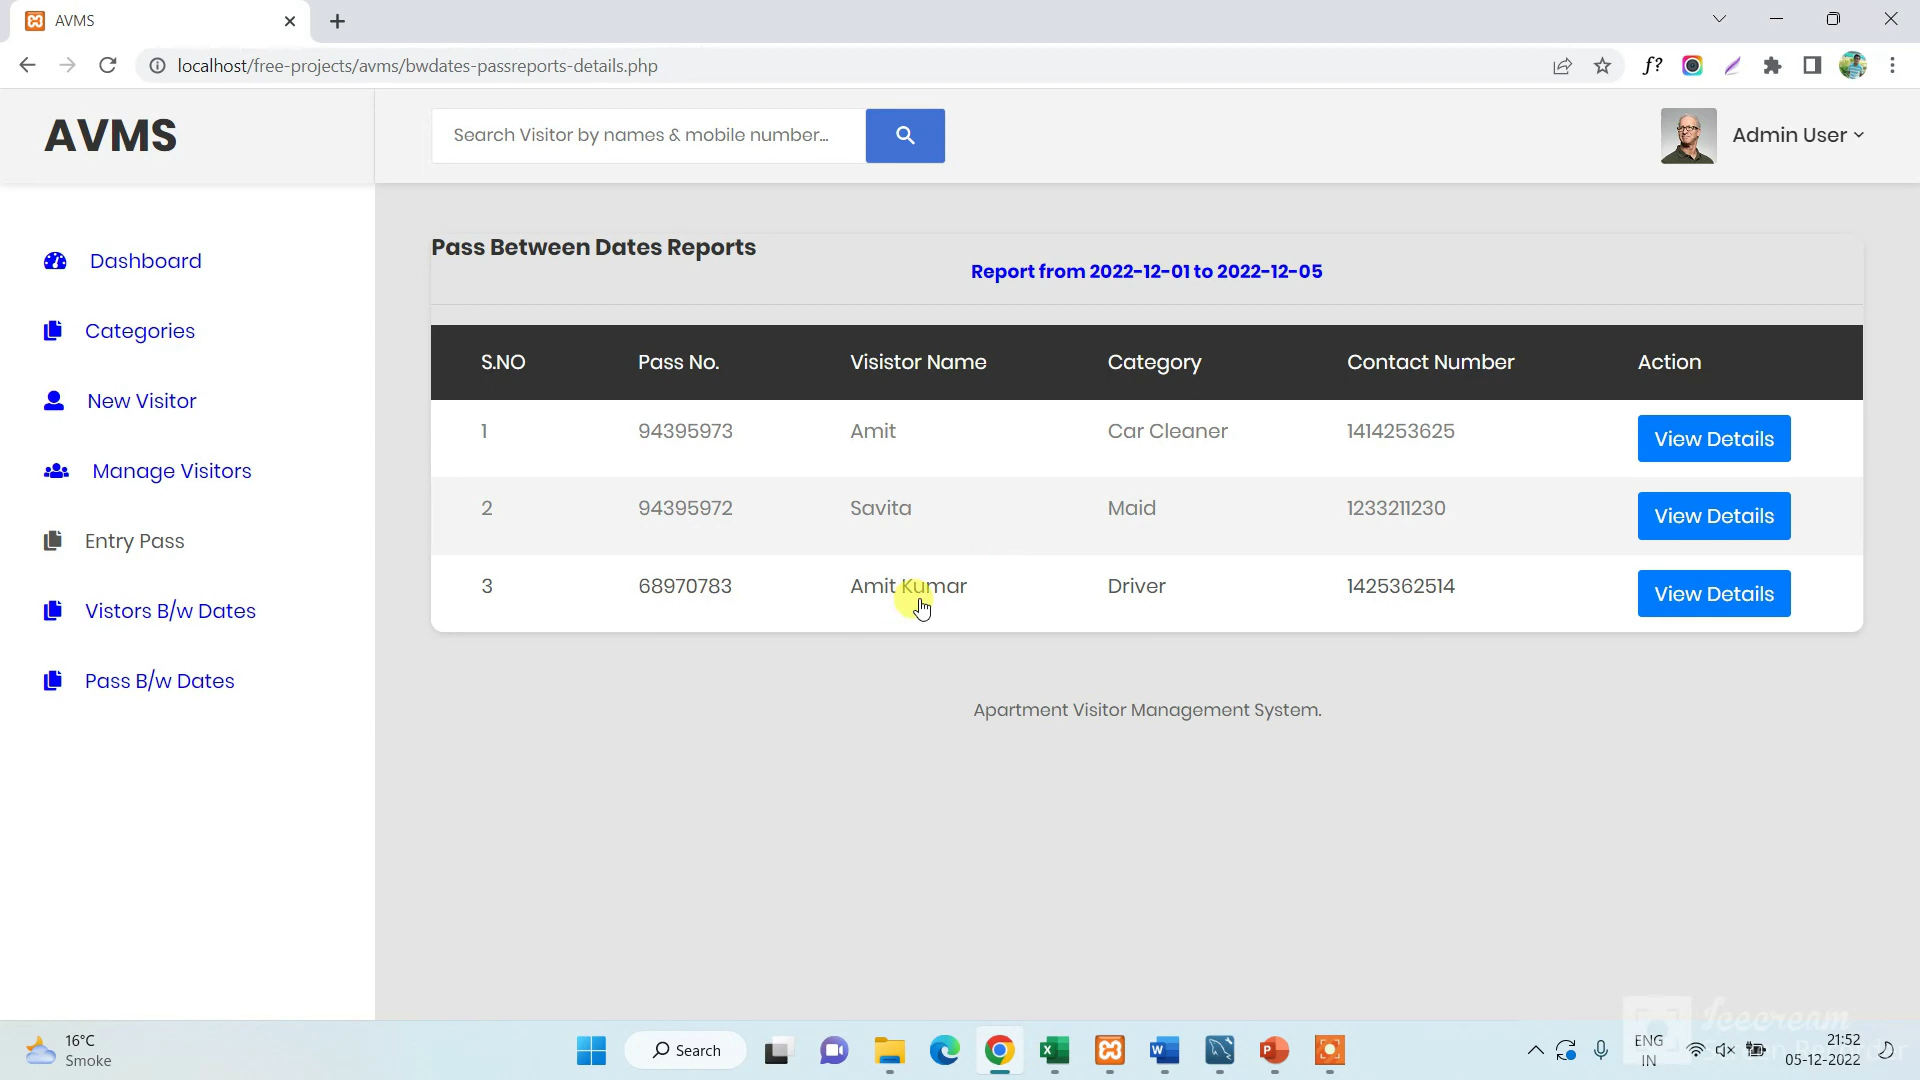 AVMS
localhost/free-projects/avms/bwdates-passreports-details.php
f?
AVMS
Search Visitor by names & mobile number...
Admin User
Dashboard
Categories
New Visitor
Manage Visitors
Entry Pass
Vistors B/w Dates
Pass B/w Dates
Pass Between Dates Reports
Report from 2022-12-01 to 2022-12-05
S.NO Pass No. Visistor Name Category Contact Number Action
1 94395973 Amit Car Cleaner 1414253625 View Details
2 94395972 Savita Maid 1233211230 View Details
3 68970783 Amit Kumar Driver 1425362514 View Details
Apartment Visitor Management System.
Icecream
16°C
Smoke
Search
ENG
IN
21:52
05-12-2022